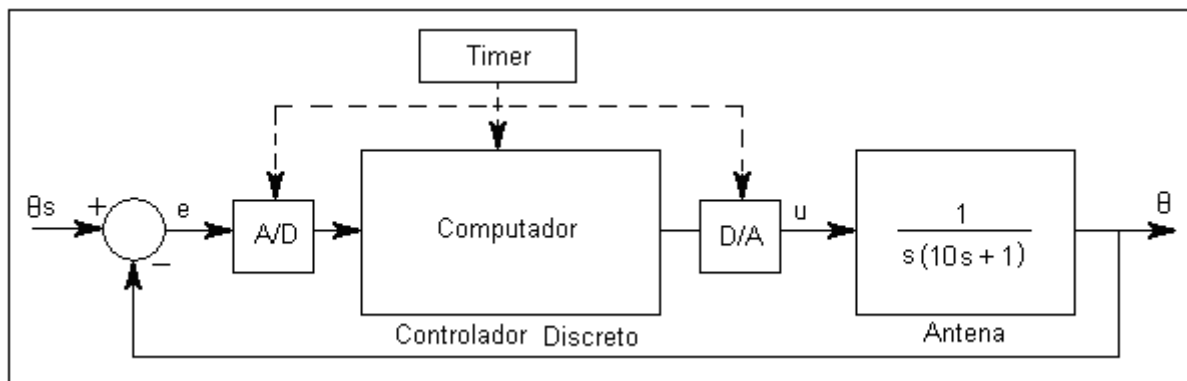 Timer
θs
+
e
A/D
Computador
D/A
u
1
s(10s + 1)
θ
−
Controlador Discreto
Antena